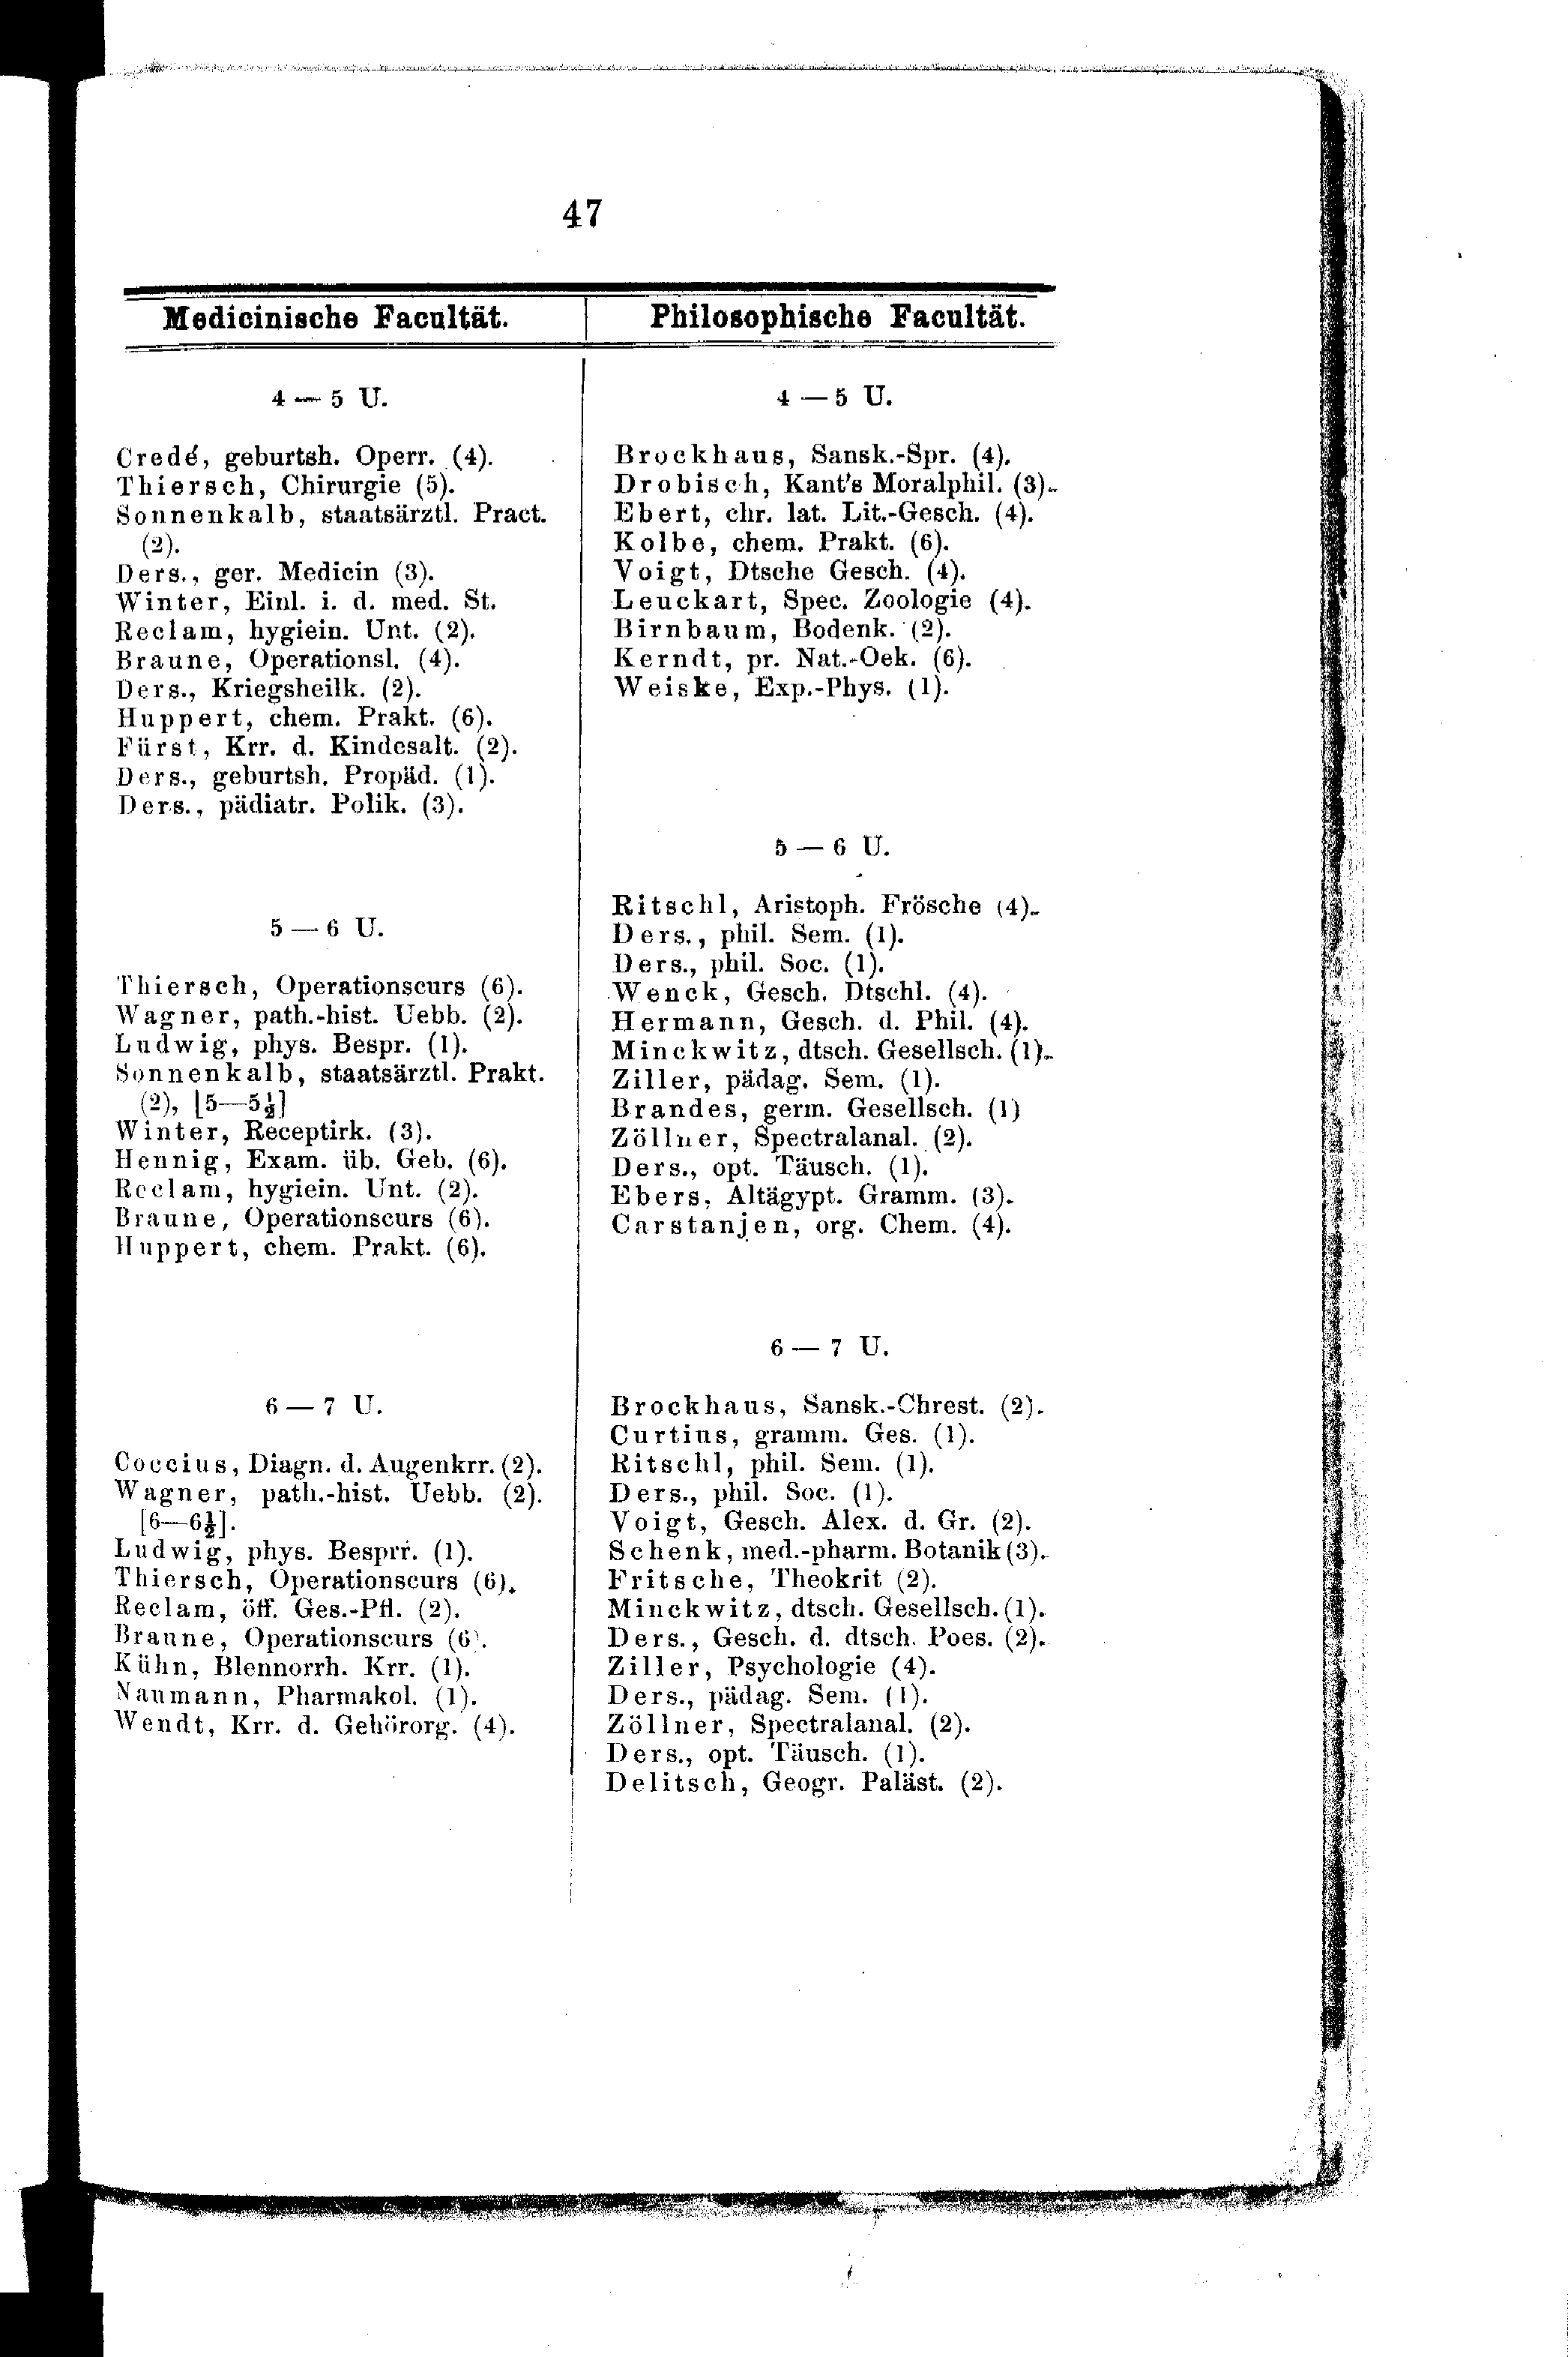 47
Medicinische Facultät.
4 — 5 U.
Credé, geburtsh. Operr. (4).
Thiersch, Chirurgie (5).
Sonnenkalb, staatsärztl. Pract.
(2).
Ders., ger. Medicin (3).
Winter, Einl. i. d. med. St.
Reclam, hygiein. Unt. (2).
Braune, Operationsl. (4).
Ders., Kriegsheilk. (2).
Huppert, chem. Prakt. (6).
Fürst, Krr. d. Kindesalt. (2).
Ders., geburtsh. Propäd. (1).
Ders., pädiatr. Polik. (3).
5 — 6 U.
Thiersch, Operationscurs (6).
Wagner, path.-hist. Uebb. (2).
Ludwig, phys. Bespr. (1).
Sonnenkalb, staatsärztl. Prakt.
(2), [5—5½]
Winter, Receptirk. (3).
Hennig, Exam. üb. Geb. (6).
Reclam, hygiein. Unt. (2).
Braune, Operationscurs (6).
Huppert, chem. Prakt. (6).
6 — 7 U.
Coccius, Diagn. d. Augenkrr. (2).
Wagner, path.-hist. Uebb. (2).
[6—6½].
Ludwig, phys. Besprr. (1).
Thiersch, Operationscurs (6).
Reclam, öff. Ges.-Pfl. (2).
Braune, Operationscurs (6).
Kühn, Blennorrh. Krr. (1).
Naumann, Pharmakol. (1).
Wendt, Krr. d. Gehörorg. (4).
Philosophische Facultät.
4 — 5 U.
Brockhaus, Sansk.-Spr. (4).
Drobisch, Kant's Moralphil. (3).
Ebert, chr. lat. Lit.-Gesch. (4).
Kolbe, chem. Prakt. (6).
Voigt, Dtsche Gesch. (4).
Leuckart, Spec. Zoologie (4).
Birnbaum, Bodenk. (2).
Kerndt, pr. Nat.-Oek. (6).
Weiske, Exp.-Phys. (1).
5 — 6 U.
Ritschl, Aristoph. Frösche (4).
Ders., phil. Sem. (1).
Ders., phil. Soc. (1).
Wenck, Gesch. Dtschl. (4).
Hermann, Gesch. d. Phil. (4).
Minckwitz, dtsch. Gesellsch. (1).
Ziller, pädag. Sem. (1).
Brandes, germ. Gesellsch. (1)
Zöllner, Spectralanal. (2).
Ders., opt. Täusch. (1).
Ebers, Altägypt. Gramm. (3).
Carstanjen, org. Chem. (4).
6 — 7 U.
Brockhaus, Sansk.-Chrest. (2).
Curtius, gramm. Ges. (1).
Ritschl, phil. Sem. (1).
Ders., phil. Soc. (1).
Voigt, Gesch. Alex. d. Gr. (2).
Schenk, med.-pharm. Botanik (3).
Fritsche, Theokrit (2).
Minckwitz, dtsch. Gesellsch. (1).
Ders., Gesch. d. dtsch. Poes. (2).
Ziller, Psychologie (4).
Ders., pädag. Sem. (1).
Zöllner, Spectralanal. (2).
Ders., opt. Täusch. (1).
Delitsch, Geogr. Paläst. (2).